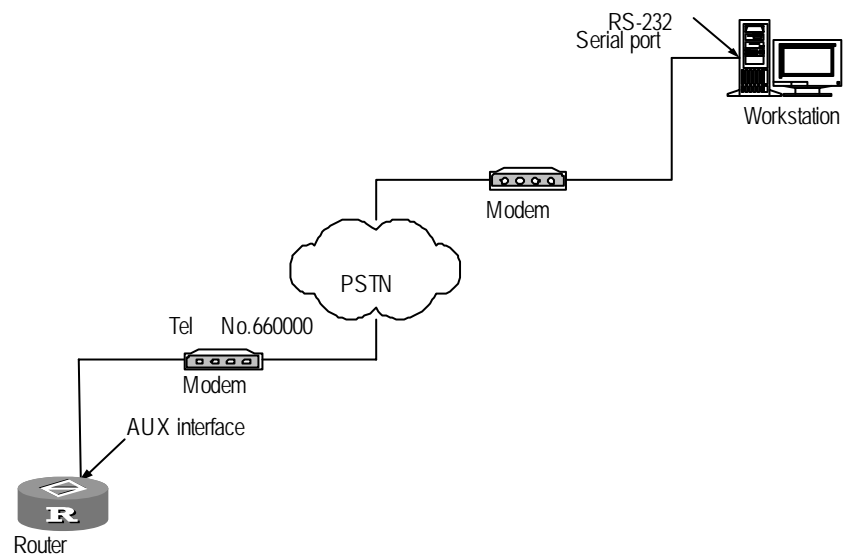 RS-232
Serial port
Workstation
Modem
PSTN
Tel No.660000
Modem
AUX interface
R
Router